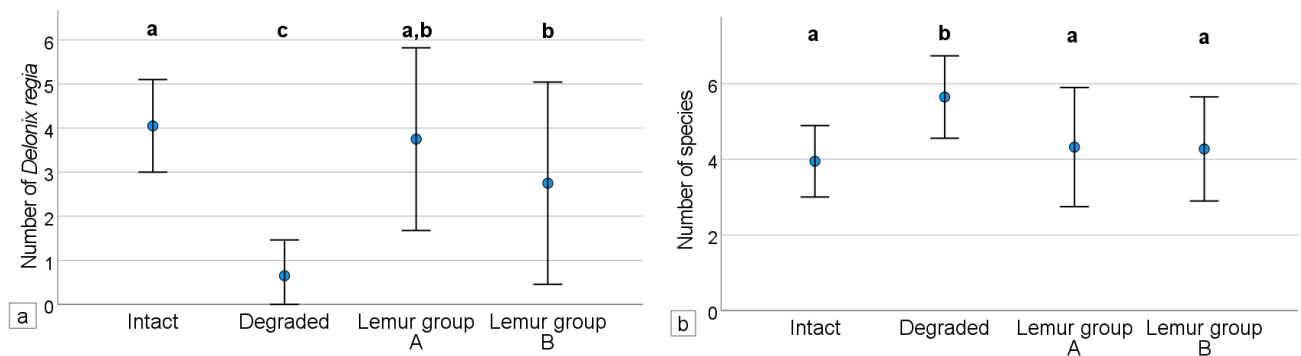 a c a,b b
6
5
4
3
2
1
0
Number of Delonix regia
Intact Degraded Lemur group A Lemur group B
a
a b a a
6
4
2
0
Number of species
Intact Degraded Lemur group A Lemur group B
b